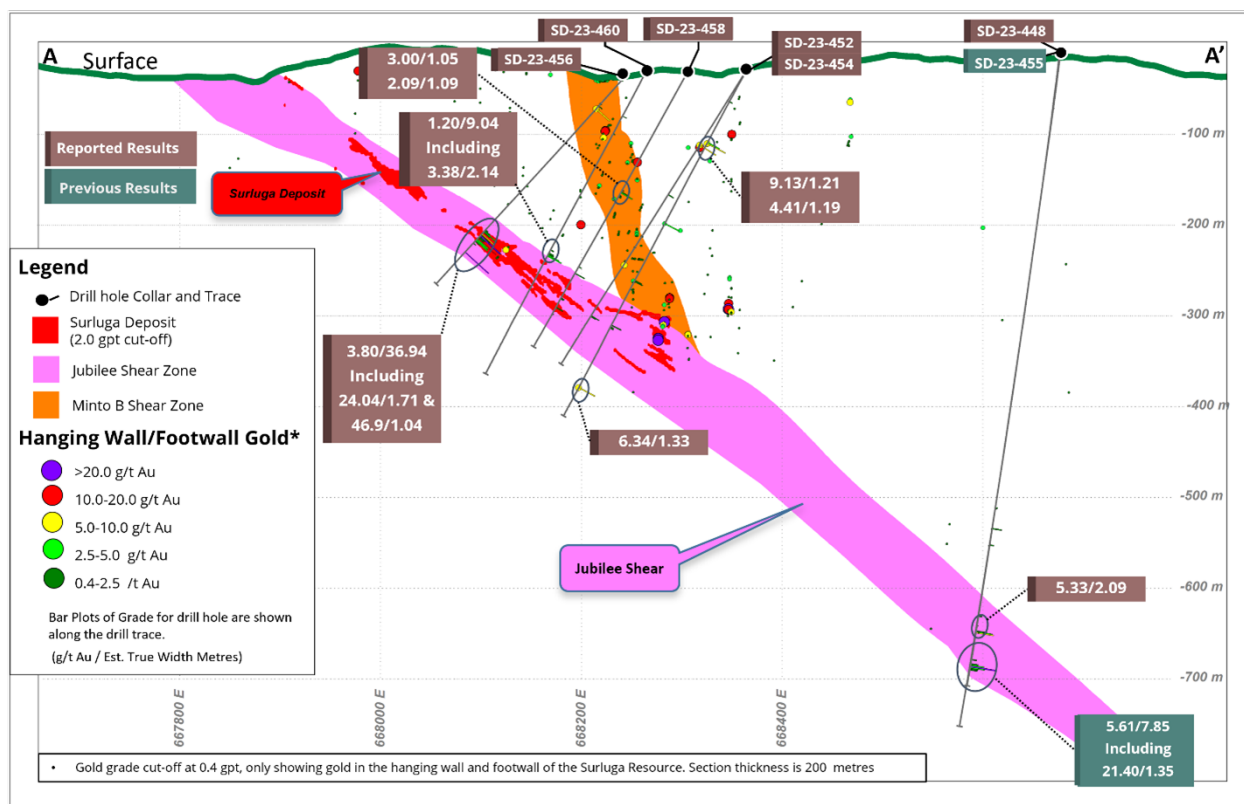 A
Surface
A'
SD-23-460
SD-23-458
SD-23-456
SD-23-452
SD-23-454
SD-23-448
SD-23-455
3.00/1.05
2.09/1.09
1.20/9.04
Including
3.38/2.14
Reported Results
Previous Results
Surluga Deposit
9.13/1.21
4.41/1.19
-100 m
-200 m
-300 m
-400 m
-500 m
-600 m
-700 m
Legend
Drill hole Collar and Trace
Surluga Deposit
(2.0 gpt cut-off)
Jubilee Shear Zone
Minto B Shear Zone
Hanging Wall/Footwall Gold*
>20.0 g/t Au
10.0-20.0 g/t Au
5.0-10.0 g/t Au
2.5-5.0 g/t Au
0.4-2.5 /t Au
Bar Plots of Grade for drill hole are shown
along the drill trace.
(g/t Au / Est. True Width Metres)
3.80/36.94
Including
24.04/1.71 &
46.9/1.04
6.34/1.33
Jubilee Shear
5.33/2.09
5.61/7.85
Including
21.40/1.35
667800 E
668000 E
668200 E
668400 E
• Gold grade cut-off at 0.4 gpt, only showing gold in the hanging wall and footwall of the Surluga Resource. Section thickness is 200 metres